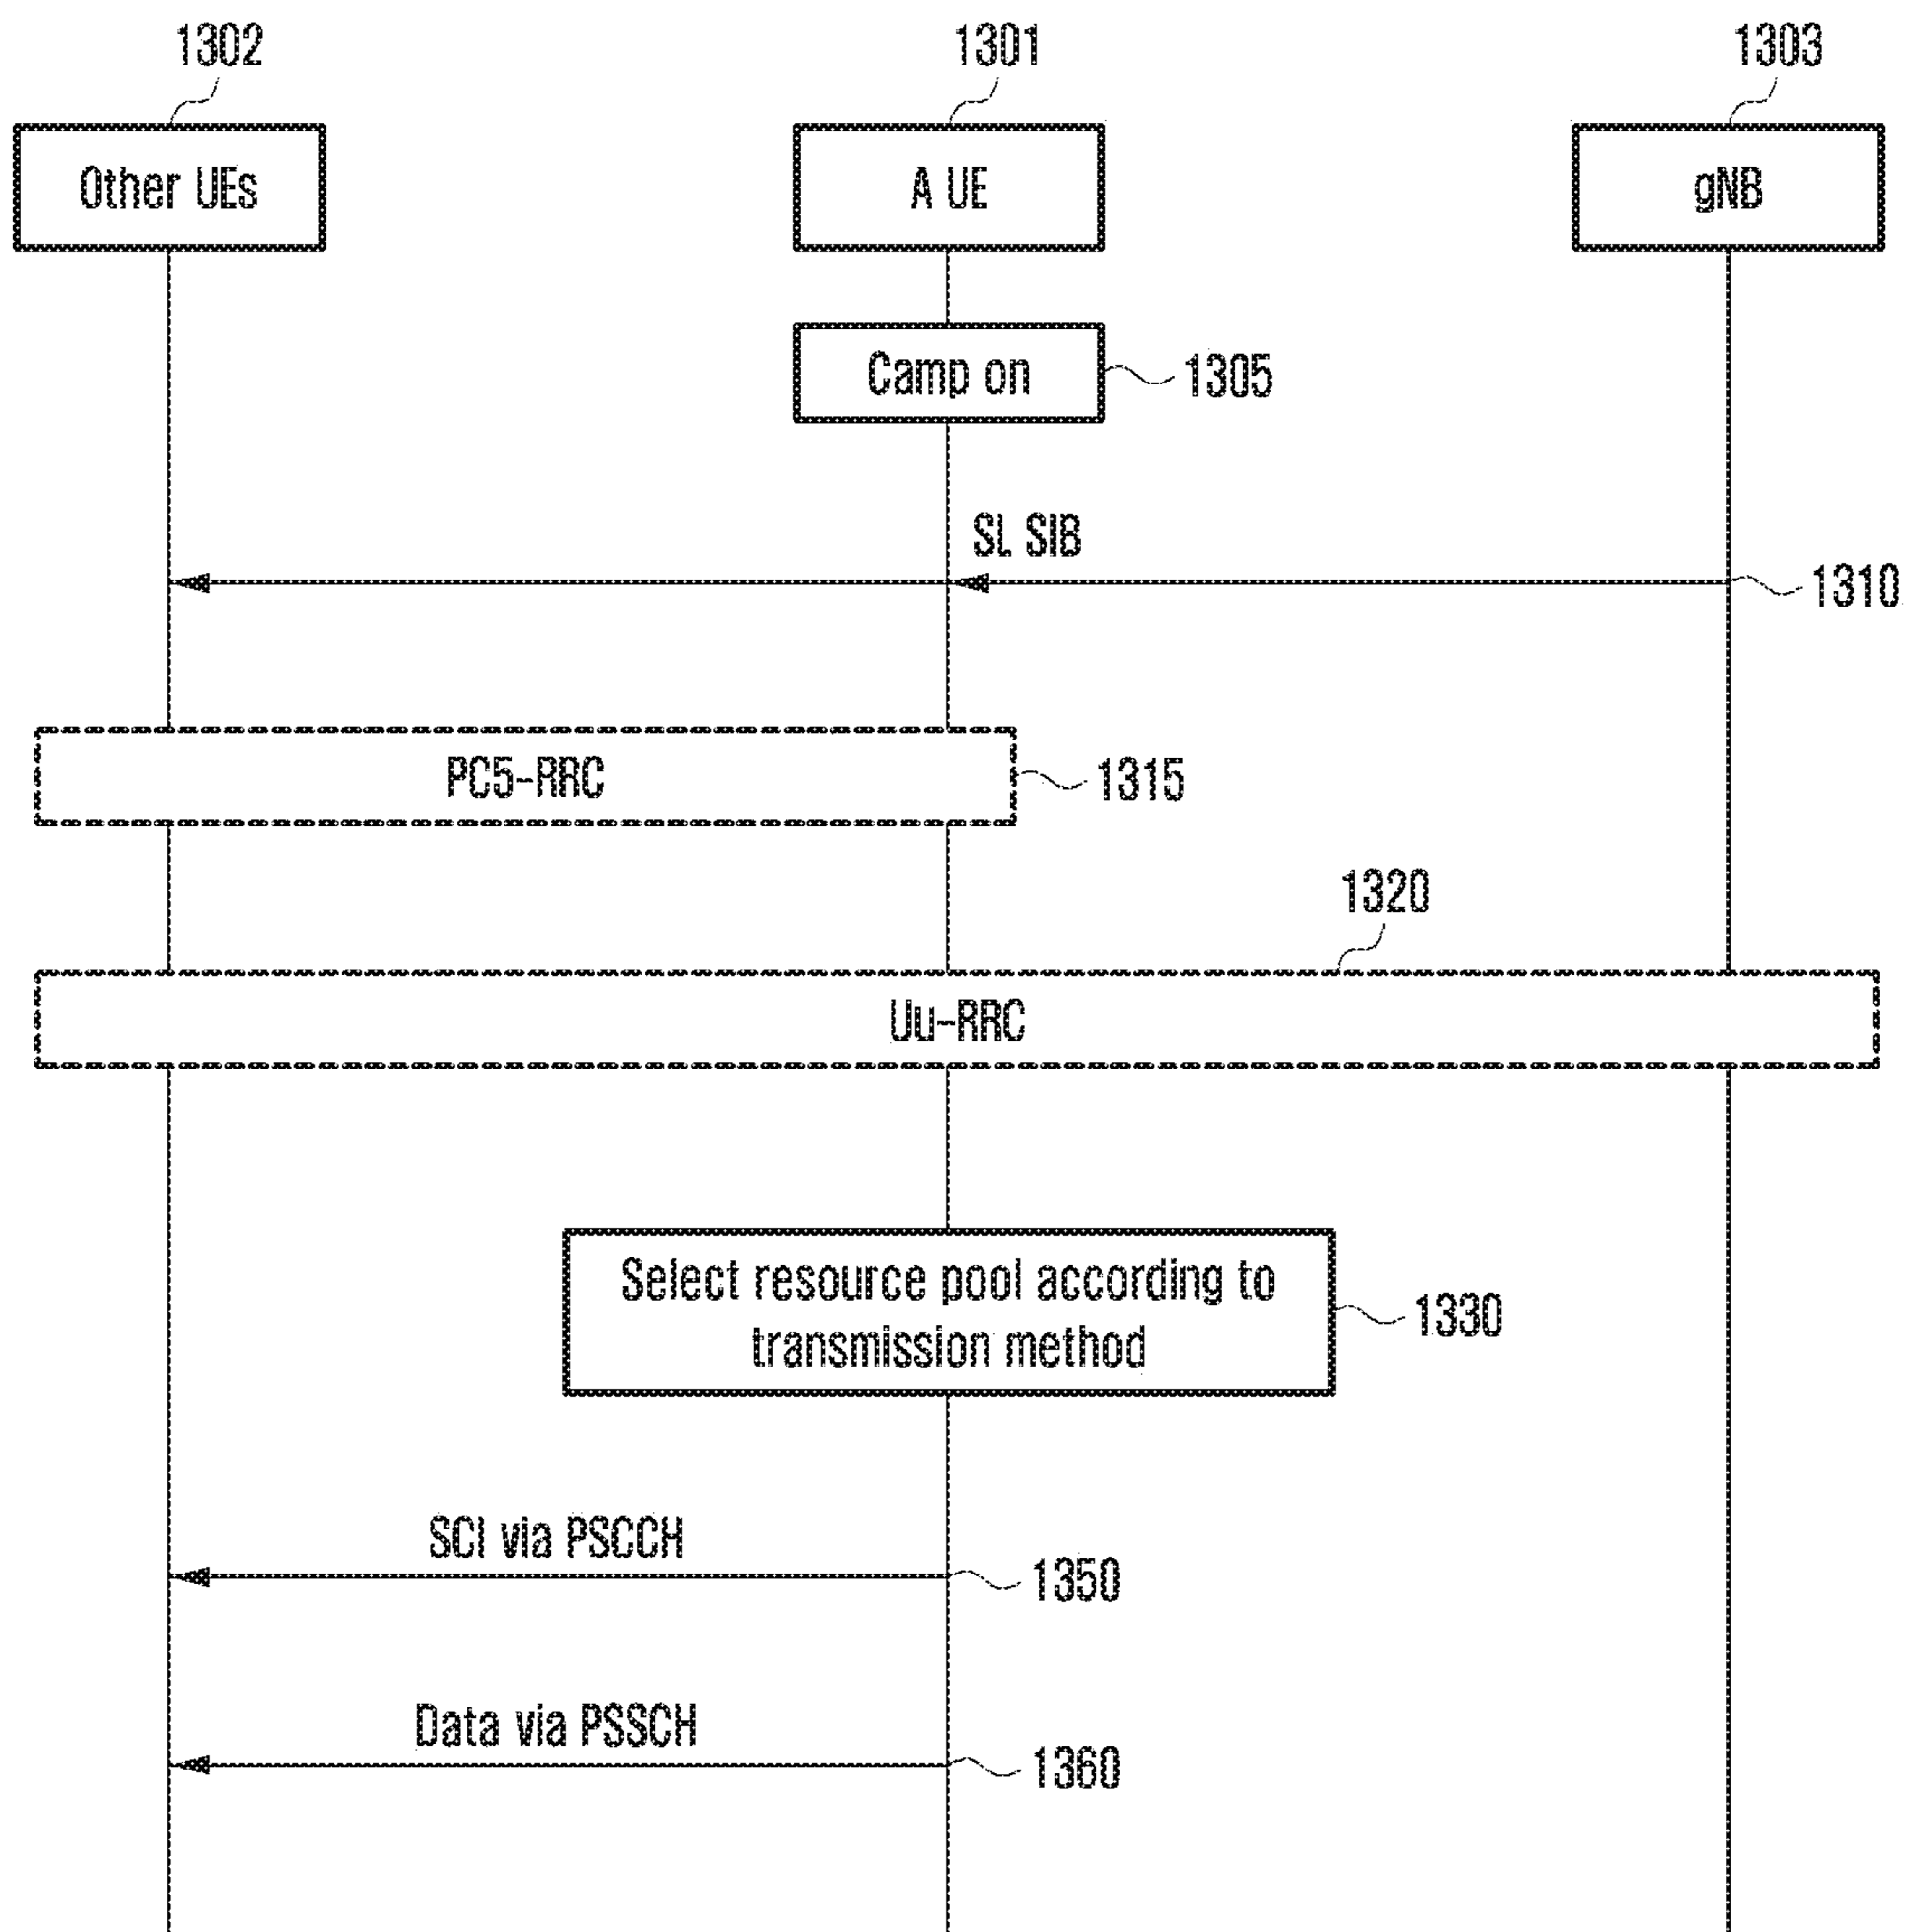 1302
1301
1303
Other UEs
A UE
gNB
Camp on
1305
SL SIB
1310
PC5-RRC
1315
1320
Uu-RRC
Select resource pool according to
transmission method
1330
SCI via PSCCH
1350
Data via PSSCH
1360